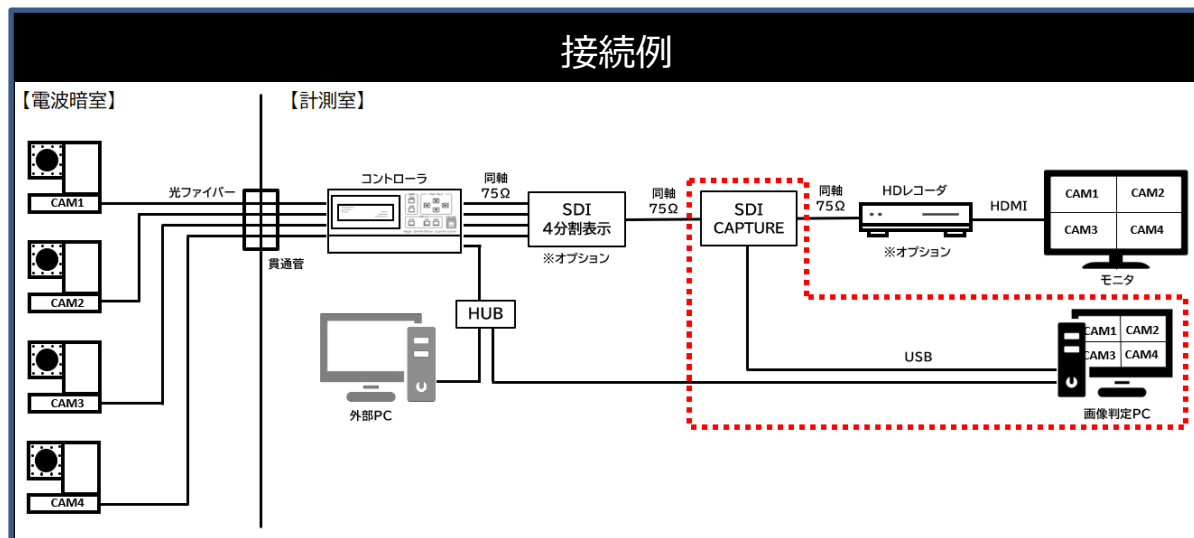 接続例
【電波暗室】
【計測室】
CAM1
CAM2
CAM3
CAM4
光ファイバー
貫通管
コントローラ
同軸
75Ω
SDI
4分割表示
※オプション
同軸
75Ω
SDI
CAPTURE
同軸
75Ω
HDレコーダ
※オプション
HDMI
CAM1
CAM2
CAM3
CAM4
モニタ
HUB
外部PC
USB
CAM1
CAM2
CAM3
CAM4
画像判定PC